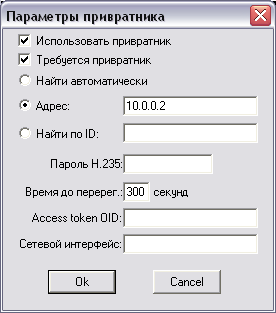 Параметры привратника
Использовать привратник
Требуется привратник
Найти автоматически
Адрес: 10.0.0.2
Найти по ID:
Пароль H.235:
Время до перерег.: 300 секунд
Access token OID:
Сетевой интерфейс:
Ok Cancel